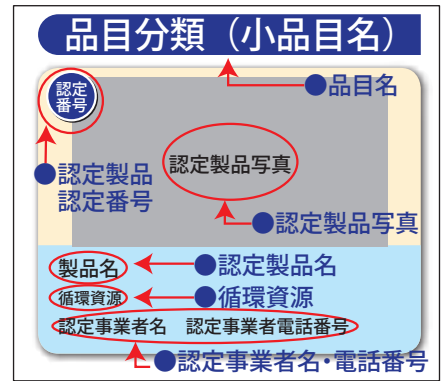 品目分類（小品目名）
●品目名
認定
番号
認定製品写真
●認定製品
認定番号
●認定製品写真
製品名
●認定製品名
循環資源
●循環資源
認定事業者名　認定事業者電話番号
●認定事業者名・電話番号